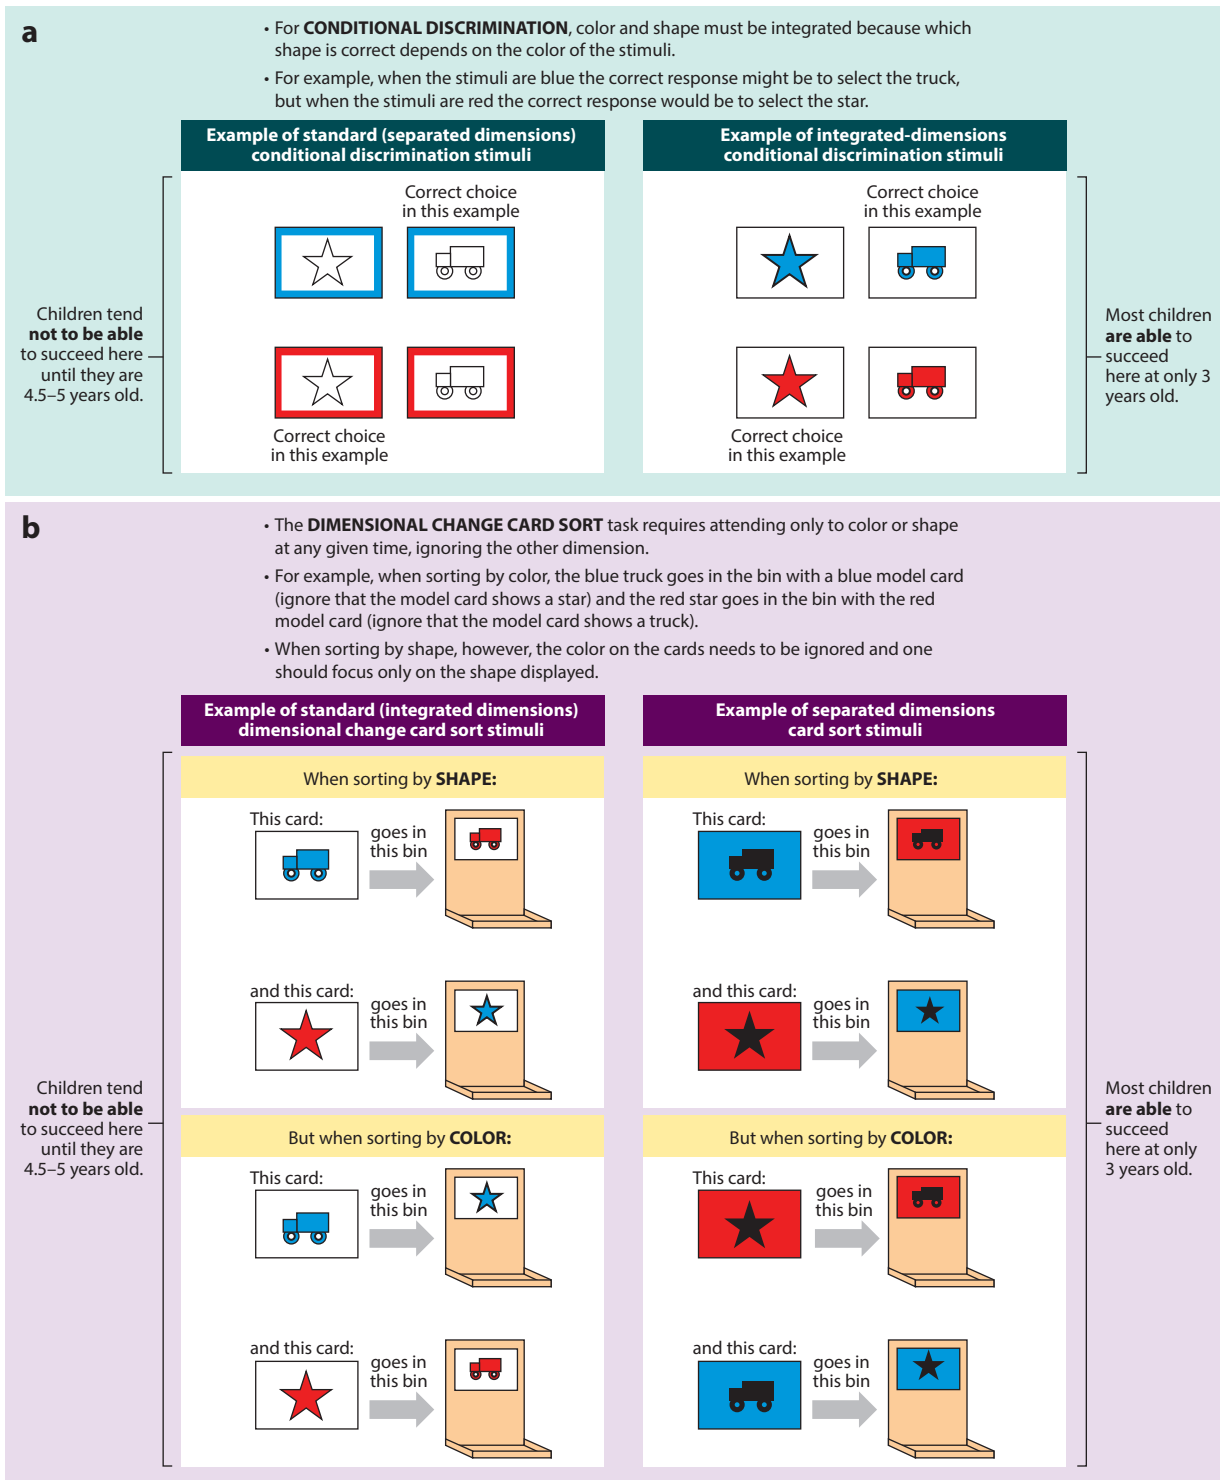 a
• For CONDITIONAL DISCRIMINATION, color and shape must be integrated because which
shape is correct depends on the color of the stimuli.
• For example, when the stimuli are blue the correct response might be to select the truck,
but when the stimuli are red the correct response would be to select the star.
Example of standard (separated dimensions)
conditional discrimination stimuli
Correct choice
in this example
Correct choice
in this example
Children tend
not to be able
to succeed here
until they are
4.5–5 years old.
Example of integrated-dimensions
conditional discrimination stimuli
Correct choice
in this example
Correct choice
in this example
Most children
are able to
succeed
here at only 3
years old.
b
• The DIMENSIONAL CHANGE CARD SORT task requires attending only to color or shape
at any given time, ignoring the other dimension.
• For example, when sorting by color, the blue truck goes in the bin with a blue model card
(ignore that the model card shows a star) and the red star goes in the bin with the red
model card (ignore that the model card shows a truck).
• When sorting by shape, however, the color on the cards needs to be ignored and one
should focus only on the shape displayed.
Example of standard (integrated dimensions)
dimensional change card sort stimuli
When sorting by SHAPE:
This card:
goes in
this bin
and this card:
goes in
this bin
But when sorting by COLOR:
This card:
goes in
this bin
and this card:
goes in
this bin
Children tend
not to be able
to succeed here
until they are
4.5–5 years old.
Example of separated dimensions
card sort stimuli
When sorting by SHAPE:
This card:
goes in
this bin
and this card:
goes in
this bin
But when sorting by COLOR:
This card:
goes in
this bin
and this card:
goes in
this bin
Most children
are able to
succeed
here at only
3 years old.